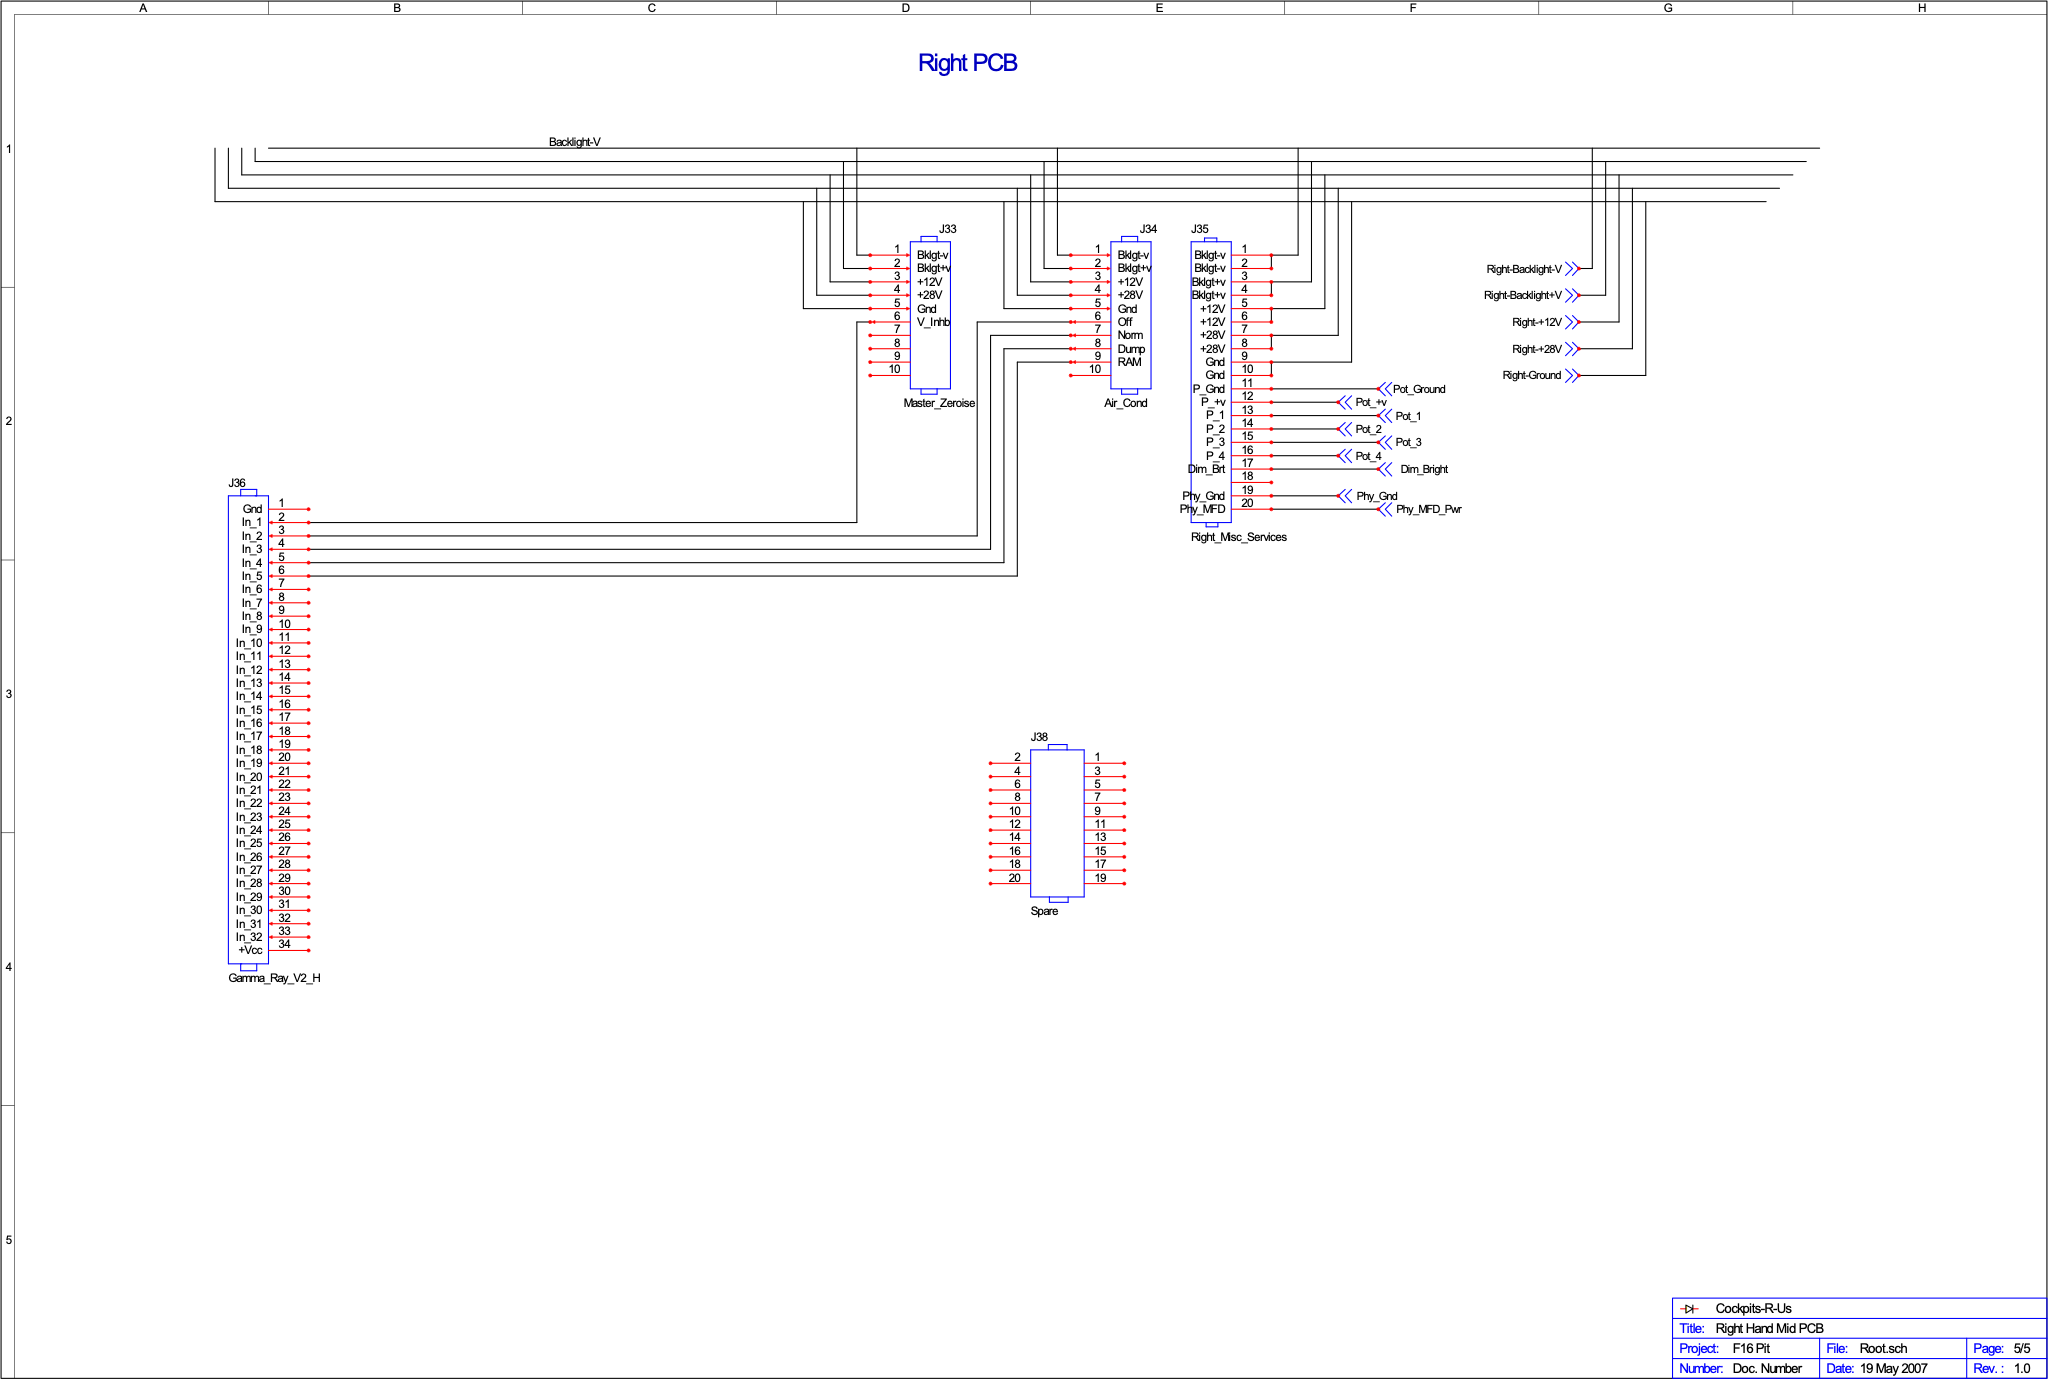 A B C D E F G H
Right PCB
1
Backlight-V
J33
1 Bklgt-v
2 Bklgt+v
3 +12V
4 +28V
5 Gnd
6 V_Inhb
7
8
9
10
Master_Zeroise
J34
1 Bklgt-v
2 Bklgt+v
3 +12V
4 +28V
5 Gnd
6 Off
7 Norm
8 Dump
9 RAM
10
Air_Cond
J35
Bklgt-v 1
Bklgt-v 2
Bklgt+v 3
Bklgt+v 4
+12V 5
+12V 6
+28V 7
+28V 8
Gnd 9
Gnd 10
P_Gnd 11 Pot_Ground
P_+v 12 Pot_+v
P_1 13 Pot_1
P_2 14 Pot_2
P_3 15 Pot_3
P_4 16 Pot_4
Dim_Brt 17 Dim_Bright
18
Phy_Gnd 19 Phy_Gnd
Phy_MFD 20 Phy_MFD_Pwr
Right_Misc_Services
Right-Backlight-V
Right-Backlight+V
Right-+12V
Right-+28V
Right-Ground
2
J36
Gnd 1
In_1 2
In_2 3
In_3 4
In_4 5
In_5 6
In_6 7
In_7 8
In_8 9
In_9 10
In_10 11
In_11 12
In_12 13
In_13 14
In_14 15
In_15 16
In_16 17
In_17 18
In_18 19
In_19 20
In_20 21
In_21 22
In_22 23
In_23 24
In_24 25
In_25 26
In_26 27
In_27 28
In_28 29
In_29 30
In_30 31
In_31 32
In_32 33
+Vcc 34
Gamma_Ray_V2_H
3
J38
2 1
4 3
6 5
8 7
10 9
12 11
14 13
16 15
18 17
20 19
Spare
4
5
Cockpits-R-Us
Title: Right Hand Mid PCB
Project: F16 Pit File: Root.sch Page: 5/5
Number: Doc. Number Date: 19 May 2007 Rev. : 1.0